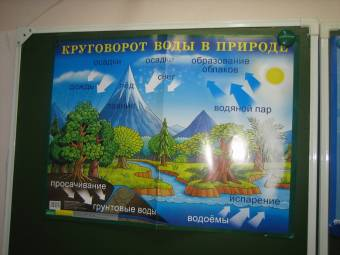 КРУГОВОРОТ ВОДЫ В ПРИРОДЕ
осадки
осадки
образование
облаков
дождь
лёд
снег
таяние
водяной пар
просачивание
грунтовые воды
испарение
водоёмы